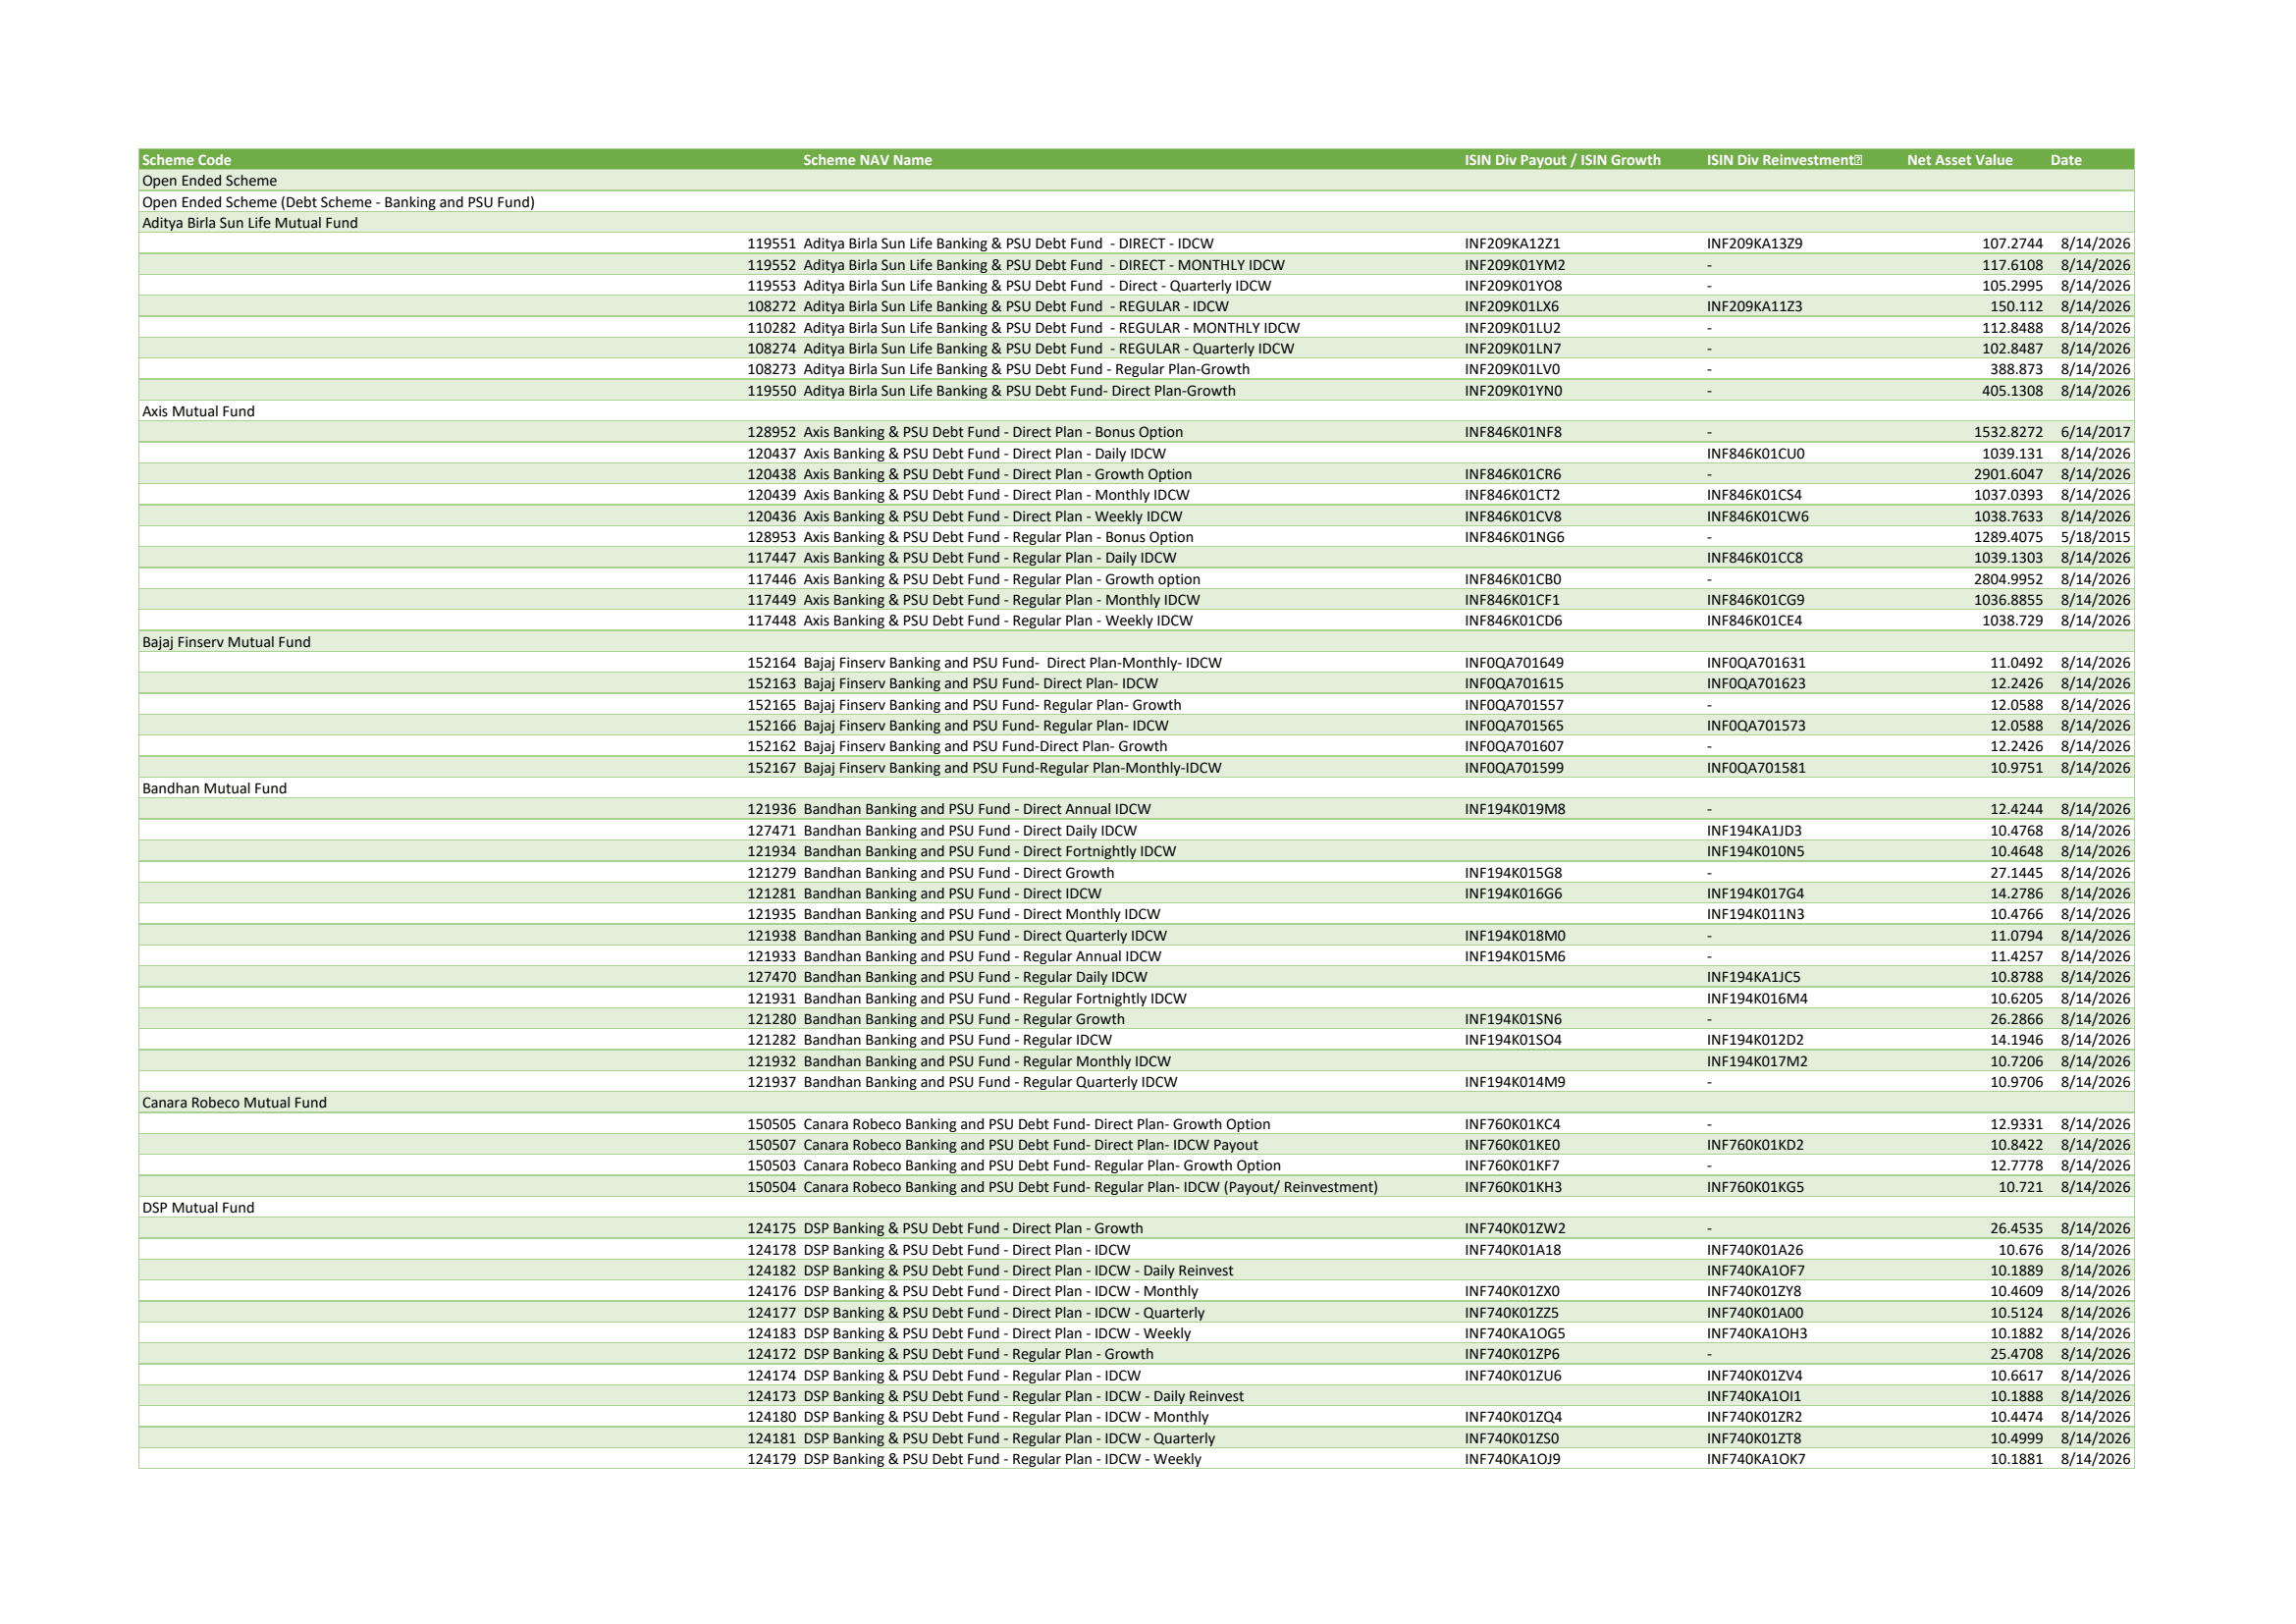 Scheme Code Scheme NAV Name ISIN Div Payout / ISIN Growth ISIN Div Reinvestment Net Asset Value Date
Open Ended Scheme
Open Ended Scheme (Debt Scheme - Banking and PSU Fund)
Aditya Birla Sun Life Mutual Fund
119551 Aditya Birla Sun Life Banking & PSU Debt Fund  - DIRECT - IDCW INF209KA12Z1 INF209KA13Z9 107.2744 8/14/2026
119552 Aditya Birla Sun Life Banking & PSU Debt Fund  - DIRECT - MONTHLY IDCW INF209K01YM2 - 117.6108 8/14/2026
119553 Aditya Birla Sun Life Banking & PSU Debt Fund  - Direct - Quarterly IDCW INF209K01YO8 - 105.2995 8/14/2026
108272 Aditya Birla Sun Life Banking & PSU Debt Fund  - REGULAR - IDCW INF209K01LX6 INF209KA11Z3 150.112 8/14/2026
110282 Aditya Birla Sun Life Banking & PSU Debt Fund  - REGULAR - MONTHLY IDCW INF209K01LU2 - 112.8488 8/14/2026
108274 Aditya Birla Sun Life Banking & PSU Debt Fund  - REGULAR - Quarterly IDCW INF209K01LN7 - 102.8487 8/14/2026
108273 Aditya Birla Sun Life Banking & PSU Debt Fund - Regular Plan-Growth INF209K01LV0 - 388.873 8/14/2026
119550 Aditya Birla Sun Life Banking & PSU Debt Fund- Direct Plan-Growth INF209K01YN0 - 405.1308 8/14/2026
Axis Mutual Fund
128952 Axis Banking & PSU Debt Fund - Direct Plan - Bonus Option INF846K01NF8 - 1532.8272 6/14/2017
120437 Axis Banking & PSU Debt Fund - Direct Plan - Daily IDCW INF846K01CU0 1039.131 8/14/2026
120438 Axis Banking & PSU Debt Fund - Direct Plan - Growth Option INF846K01CR6 - 2901.6047 8/14/2026
120439 Axis Banking & PSU Debt Fund - Direct Plan - Monthly IDCW INF846K01CT2 INF846K01CS4 1037.0393 8/14/2026
120436 Axis Banking & PSU Debt Fund - Direct Plan - Weekly IDCW INF846K01CV8 INF846K01CW6 1038.7633 8/14/2026
128953 Axis Banking & PSU Debt Fund - Regular Plan - Bonus Option INF846K01NG6 - 1289.4075 5/18/2015
117447 Axis Banking & PSU Debt Fund - Regular Plan - Daily IDCW INF846K01CC8 1039.1303 8/14/2026
117446 Axis Banking & PSU Debt Fund - Regular Plan - Growth option INF846K01CB0 - 2804.9952 8/14/2026
117449 Axis Banking & PSU Debt Fund - Regular Plan - Monthly IDCW INF846K01CF1 INF846K01CG9 1036.8855 8/14/2026
117448 Axis Banking & PSU Debt Fund - Regular Plan - Weekly IDCW INF846K01CD6 INF846K01CE4 1038.729 8/14/2026
Bajaj Finserv Mutual Fund
152164 Bajaj Finserv Banking and PSU Fund-  Direct Plan-Monthly- IDCW INF0QA701649 INF0QA701631 11.0492 8/14/2026
152163 Bajaj Finserv Banking and PSU Fund- Direct Plan- IDCW INF0QA701615 INF0QA701623 12.2426 8/14/2026
152165 Bajaj Finserv Banking and PSU Fund- Regular Plan- Growth INF0QA701557 - 12.0588 8/14/2026
152166 Bajaj Finserv Banking and PSU Fund- Regular Plan- IDCW INF0QA701565 INF0QA701573 12.0588 8/14/2026
152162 Bajaj Finserv Banking and PSU Fund-Direct Plan- Growth INF0QA701607 - 12.2426 8/14/2026
152167 Bajaj Finserv Banking and PSU Fund-Regular Plan-Monthly-IDCW INF0QA701599 INF0QA701581 10.9751 8/14/2026
Bandhan Mutual Fund
121936 Bandhan Banking and PSU Fund - Direct Annual IDCW INF194K019M8 - 12.4244 8/14/2026
127471 Bandhan Banking and PSU Fund - Direct Daily IDCW INF194KA1JD3 10.4768 8/14/2026
121934 Bandhan Banking and PSU Fund - Direct Fortnightly IDCW INF194K010N5 10.4648 8/14/2026
121279 Bandhan Banking and PSU Fund - Direct Growth INF194K015G8 - 27.1445 8/14/2026
121281 Bandhan Banking and PSU Fund - Direct IDCW INF194K016G6 INF194K017G4 14.2786 8/14/2026
121935 Bandhan Banking and PSU Fund - Direct Monthly IDCW INF194K011N3 10.4766 8/14/2026
121938 Bandhan Banking and PSU Fund - Direct Quarterly IDCW INF194K018M0 - 11.0794 8/14/2026
121933 Bandhan Banking and PSU Fund - Regular Annual IDCW INF194K015M6 - 11.4257 8/14/2026
127470 Bandhan Banking and PSU Fund - Regular Daily IDCW INF194KA1JC5 10.8788 8/14/2026
121931 Bandhan Banking and PSU Fund - Regular Fortnightly IDCW INF194K016M4 10.6205 8/14/2026
121280 Bandhan Banking and PSU Fund - Regular Growth INF194K01SN6 - 26.2866 8/14/2026
121282 Bandhan Banking and PSU Fund - Regular IDCW INF194K01SO4 INF194K012D2 14.1946 8/14/2026
121932 Bandhan Banking and PSU Fund - Regular Monthly IDCW INF194K017M2 10.7206 8/14/2026
121937 Bandhan Banking and PSU Fund - Regular Quarterly IDCW INF194K014M9 - 10.9706 8/14/2026
Canara Robeco Mutual Fund
150505 Canara Robeco Banking and PSU Debt Fund- Direct Plan- Growth Option INF760K01KC4 - 12.9331 8/14/2026
150507 Canara Robeco Banking and PSU Debt Fund- Direct Plan- IDCW Payout INF760K01KE0 INF760K01KD2 10.8422 8/14/2026
150503 Canara Robeco Banking and PSU Debt Fund- Regular Plan- Growth Option INF760K01KF7 - 12.7778 8/14/2026
150504 Canara Robeco Banking and PSU Debt Fund- Regular Plan- IDCW (Payout/ Reinvestment) INF760K01KH3 INF760K01KG5 10.721 8/14/2026
DSP Mutual Fund
124175 DSP Banking & PSU Debt Fund - Direct Plan - Growth INF740K01ZW2 - 26.4535 8/14/2026
124178 DSP Banking & PSU Debt Fund - Direct Plan - IDCW INF740K01A18 INF740K01A26 10.676 8/14/2026
124182 DSP Banking & PSU Debt Fund - Direct Plan - IDCW - Daily Reinvest INF740KA1OF7 10.1889 8/14/2026
124176 DSP Banking & PSU Debt Fund - Direct Plan - IDCW - Monthly INF740K01ZX0 INF740K01ZY8 10.4609 8/14/2026
124177 DSP Banking & PSU Debt Fund - Direct Plan - IDCW - Quarterly INF740K01ZZ5 INF740K01A00 10.5124 8/14/2026
124183 DSP Banking & PSU Debt Fund - Direct Plan - IDCW - Weekly INF740KA1OG5 INF740KA1OH3 10.1882 8/14/2026
124172 DSP Banking & PSU Debt Fund - Regular Plan - Growth INF740K01ZP6 - 25.4708 8/14/2026
124174 DSP Banking & PSU Debt Fund - Regular Plan - IDCW INF740K01ZU6 INF740K01ZV4 10.6617 8/14/2026
124173 DSP Banking & PSU Debt Fund - Regular Plan - IDCW - Daily Reinvest INF740KA1OI1 10.1888 8/14/2026
124180 DSP Banking & PSU Debt Fund - Regular Plan - IDCW - Monthly INF740K01ZQ4 INF740K01ZR2 10.4474 8/14/2026
124181 DSP Banking & PSU Debt Fund - Regular Plan - IDCW - Quarterly INF740K01ZS0 INF740K01ZT8 10.4999 8/14/2026
124179 DSP Banking & PSU Debt Fund - Regular Plan - IDCW - Weekly INF740KA1OJ9 INF740KA1OK7 10.1881 8/14/2026